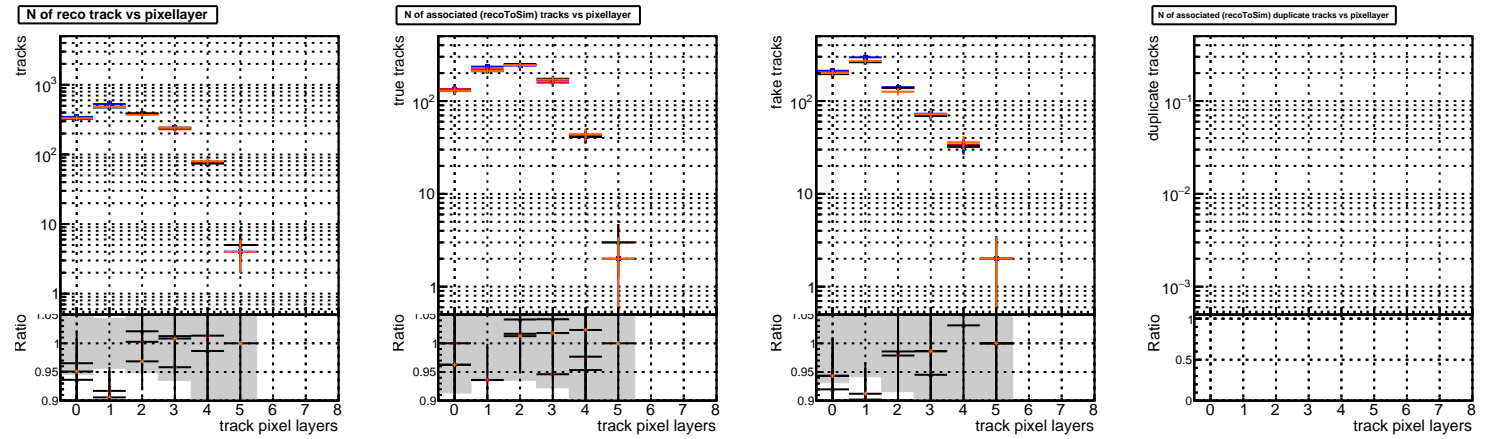 N of reco track vs pixellayer
tracks
10³
10²
10
1
Ratio
1.05
1
0.95
0.9
0 1 2 3 4 5 6 7 8
track pixel layers
N of associated (recoToSim) tracks vs pixellayer
true tracks
10²
10
1
Ratio
1.05
1
0.95
0.9
0 1 2 3 4 5 6 7 8
track pixel layers
fake tracks
10²
10
1
Ratio
1.05
1
0.95
0.9
0 1 2 3 4 5 6 7 8
track pixel layers
N of associated (recoToSim) duplicate tracks vs pixellayer
duplicate tracks
10⁻¹
10⁻²
10⁻³
Ratio
1
0.5
0
0 1 2 3 4 5 6 7 8
track pixel layers